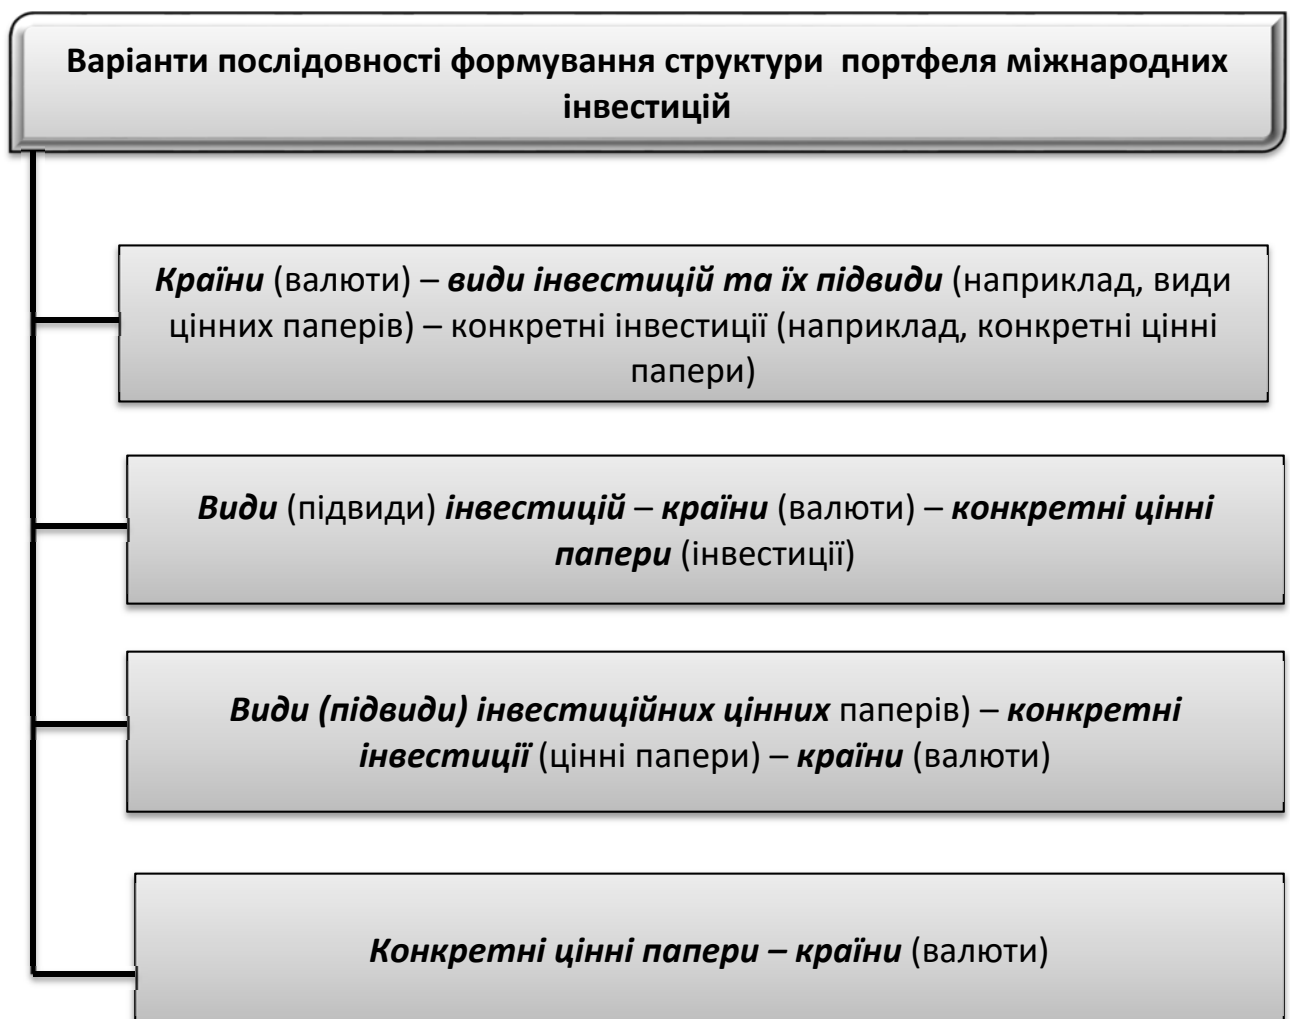 Варіанти послідовності формування структури портфеля міжнародних
інвестицій
Країни (валюти) – види інвестицій та їх підвиди (наприклад, види
цінних паперів) – конкретні інвестиції (наприклад, конкретні цінні
папери)
Види (підвиди) інвестицій – країни (валюти) – конкретні цінні
папери (інвестиції)
Види (підвиди) інвестиційних цінних паперів) – конкретні
інвестиції (цінні папери) – країни (валюти)
Конкретні цінні папери – країни (валюти)